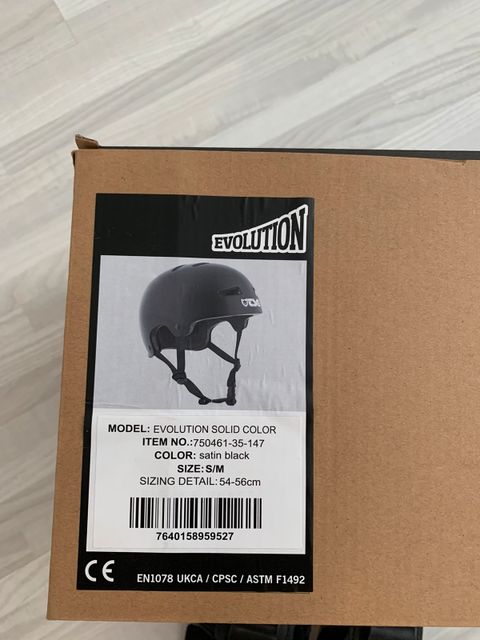 EVOLUTION
TSG
MODEL: EVOLUTION SOLID COLOR
ITEM NO.:750461-35-147
COLOR: satin black
SIZE: S/M
SIZING DETAIL: 54-56cm
7640158959527
CE EN1078 UKCA / CPSC / ASTM F1492